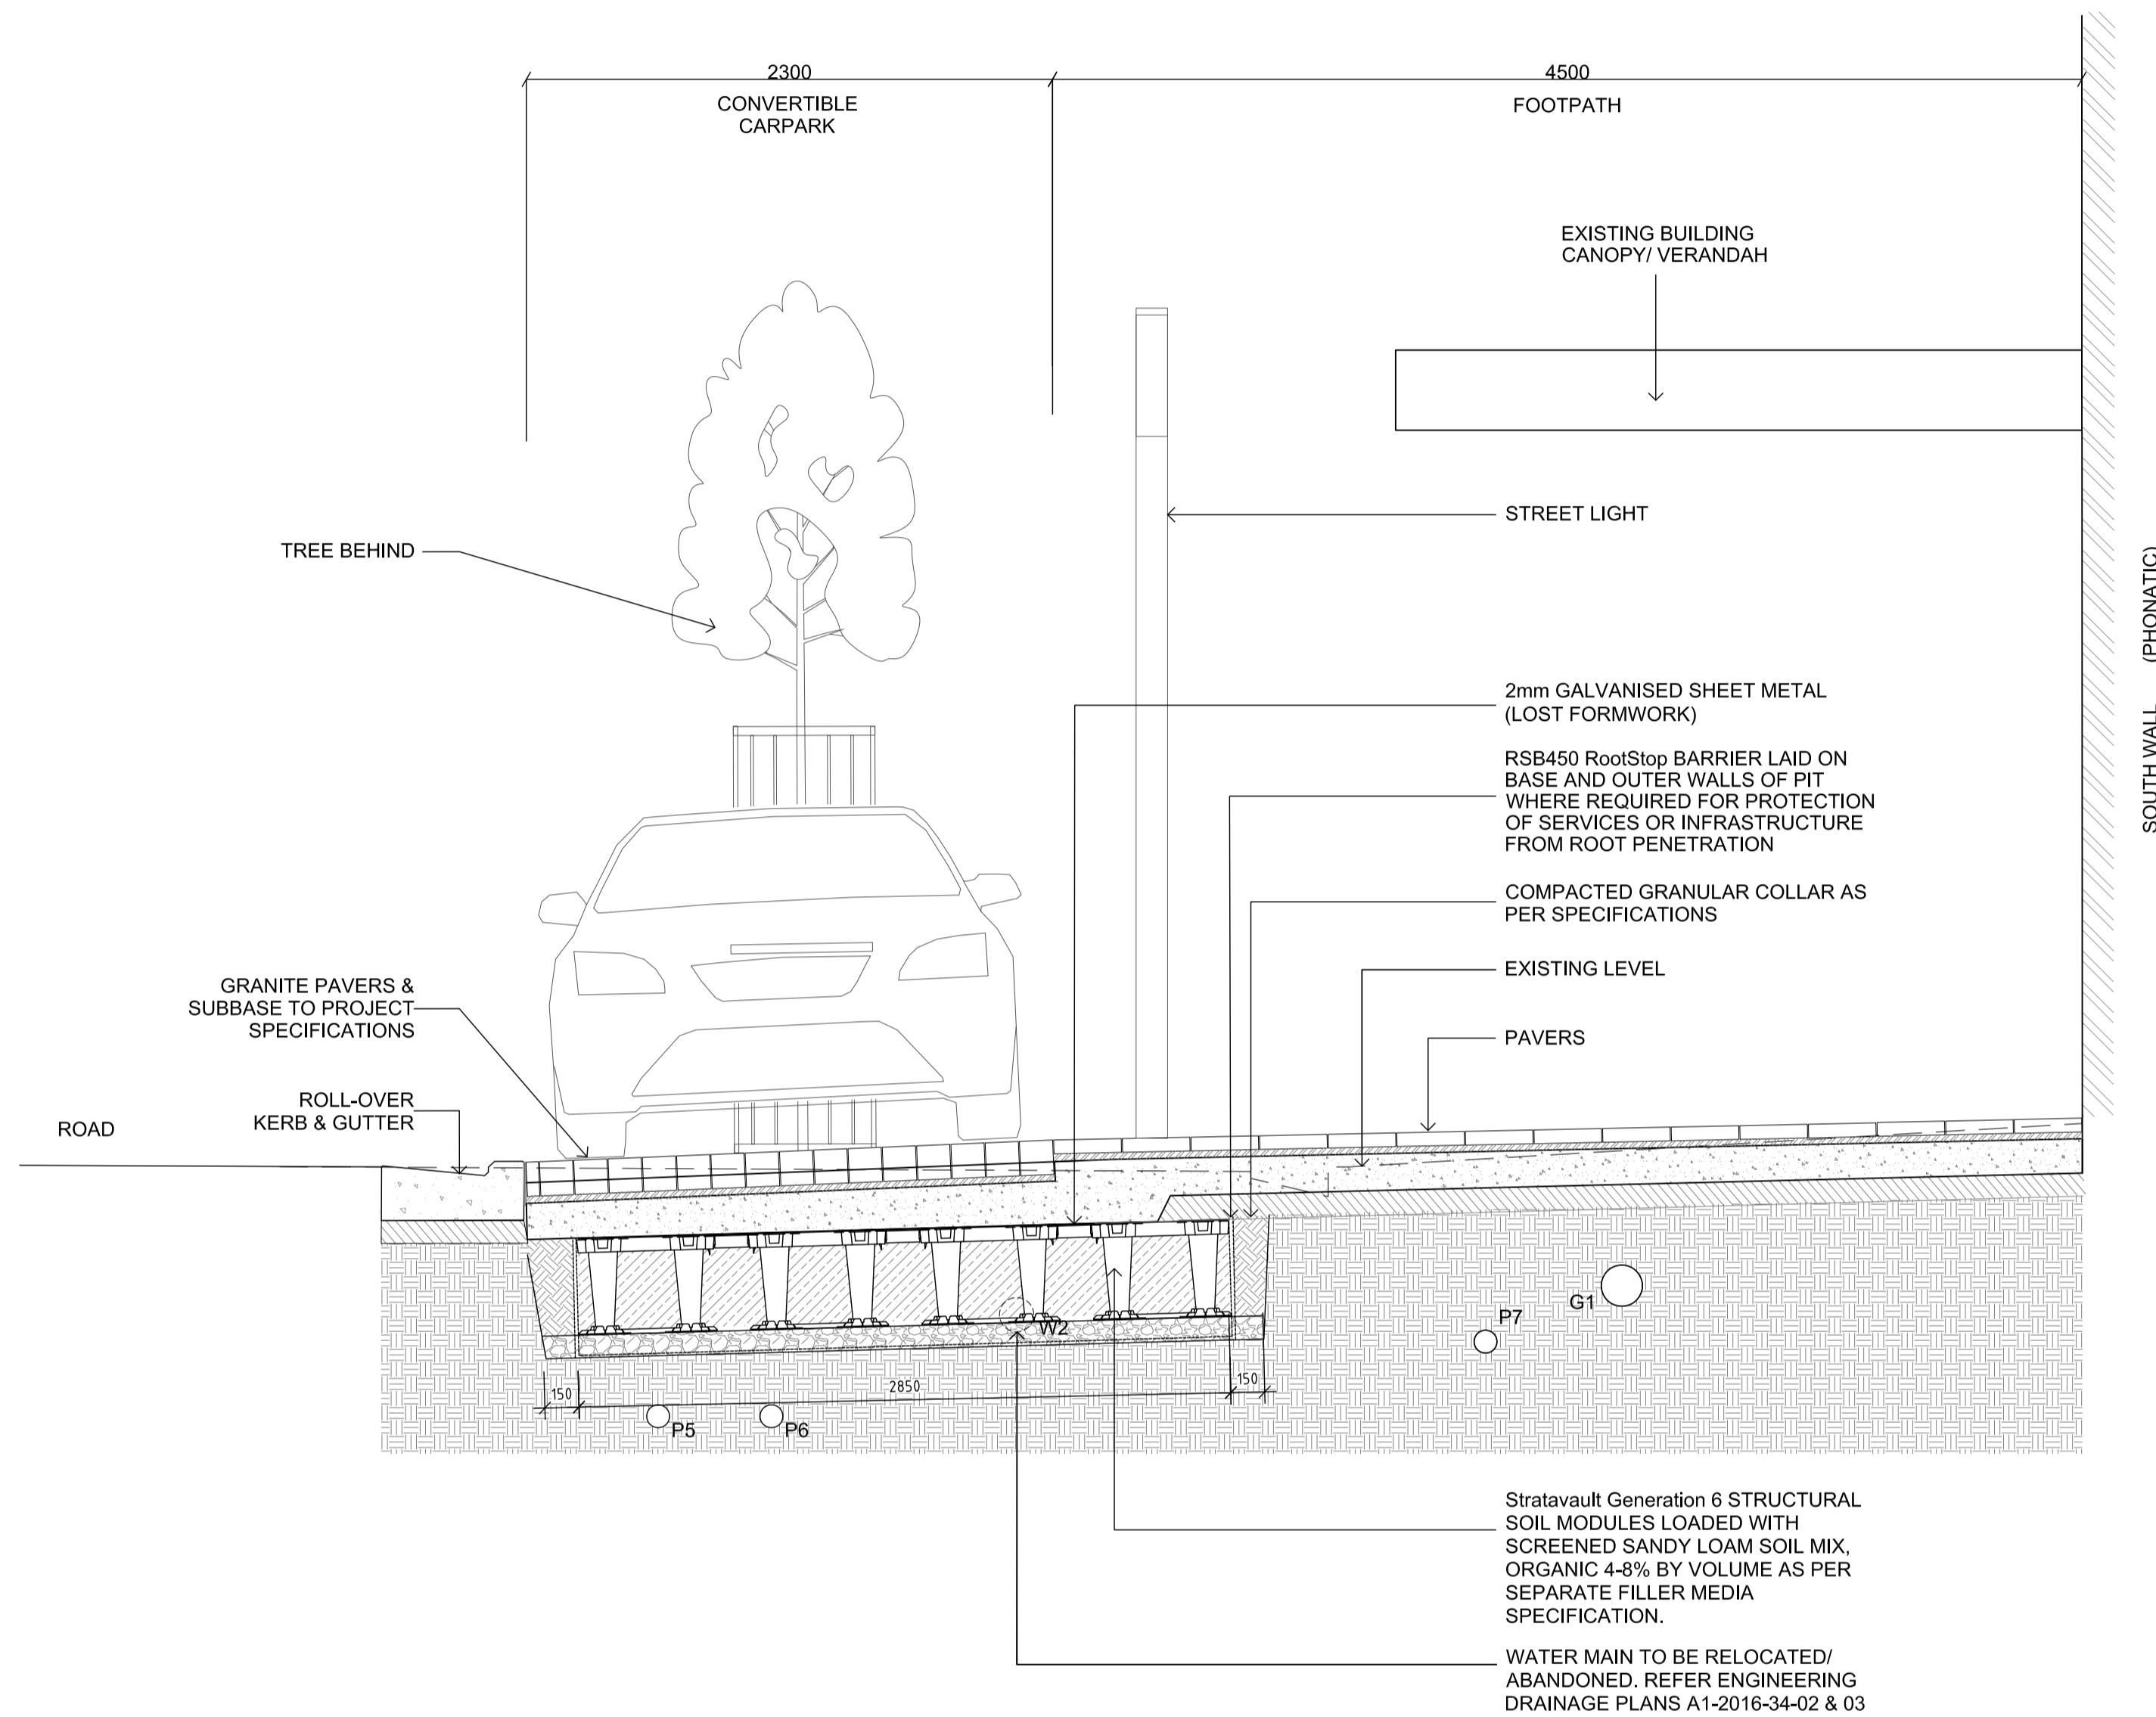 2300
4500
CONVERTIBLE
CARPARK
FOOTPATH
EXISTING BUILDING
CANOPY/ VERANDAH
STREET LIGHT
TREE BEHIND
SOUTH WALL (PHONATIC)
2mm GALVANISED SHEET METAL
(LOST FORMWORK)
RSB450 RootStop BARRIER LAID ON
BASE AND OUTER WALLS OF PIT
WHERE REQUIRED FOR PROTECTION
OF SERVICES OR INFRASTRUCTURE
FROM ROOT PENETRATION
COMPACTED GRANULAR COLLAR AS
PER SPECIFICATIONS
EXISTING LEVEL
PAVERS
GRANITE PAVERS &
SUBBASE TO PROJECT
SPECIFICATIONS
ROLL-OVER
KERB & GUTTER
ROAD
G1
P7
W2
150
2850
150
P5
P6
Stratavault Generation 6 STRUCTURAL
SOIL MODULES LOADED WITH
SCREENED SANDY LOAM SOIL MIX,
ORGANIC 4-8% BY VOLUME AS PER
SEPARATE FILLER MEDIA
SPECIFICATION.
WATER MAIN TO BE RELOCATED/
ABANDONED. REFER ENGINEERING
DRAINAGE PLANS A1-2016-34-02 & 03